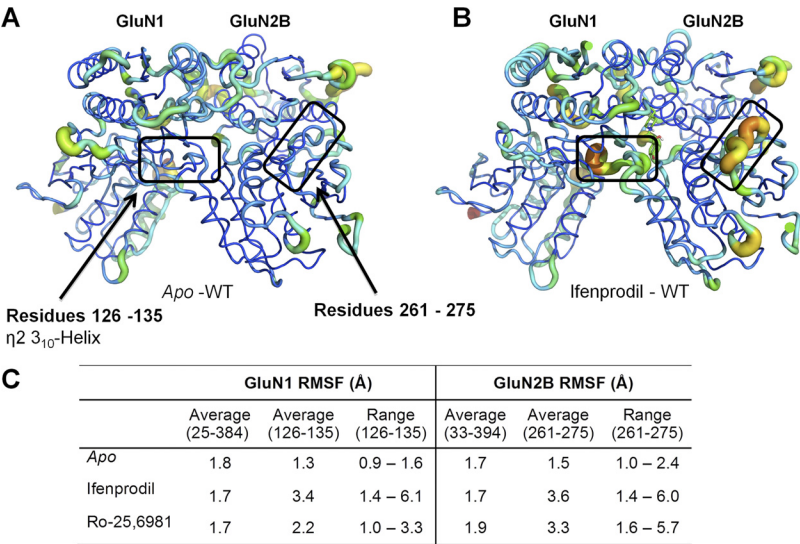 A
GluN1 GluN2B
B
GluN1 GluN2B
Apo -WT
Residues 126 -135
η2 3₁₀-Helix
Residues 261 - 275
Ifenprodil - WT
C
GluN1 RMSF (Å) GluN2B RMSF (Å)
Average Average Range Average Average Range
(25-384) (126-135) (126-135) (33-394) (261-275) (261-275)
Apo 1.8 1.3 0.9 – 1.6 1.7 1.5 1.0 – 2.4
Ifenprodil 1.7 3.4 1.4 – 6.1 1.7 3.6 1.4 – 6.0
Ro-25,6981 1.7 2.2 1.0 – 3.3 1.9 3.3 1.6 – 5.7